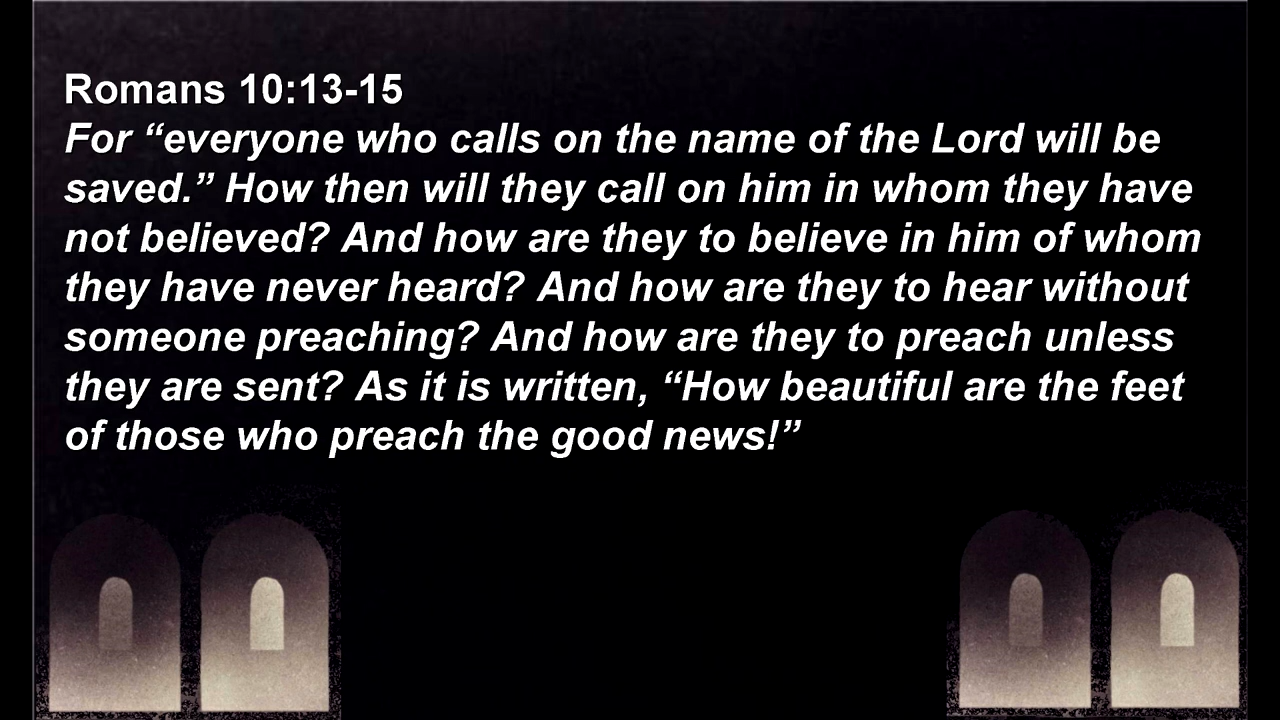 Romans 10:13-15
For “everyone who calls on the name of the Lord will be
saved.” How then will they call on him in whom they have
not believed? And how are they to believe in him of whom
they have never heard? And how are they to hear without
someone preaching? And how are they to preach unless
they are sent? As it is written, “How beautiful are the feet
of those who preach the good news!”